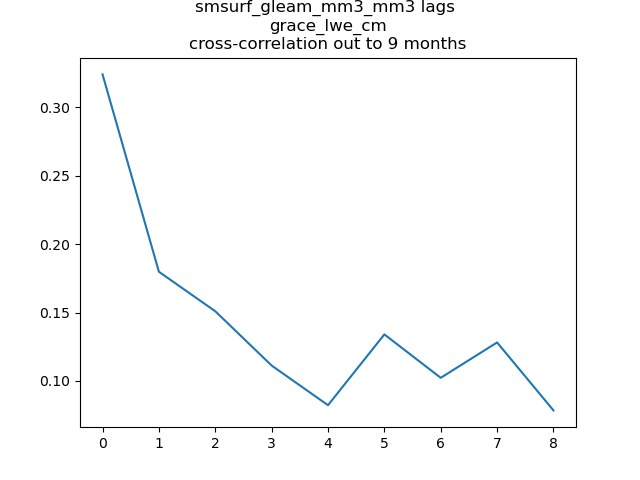 smsurf_gleam_mm3_mm3 lags
grace_lwe_cm
cross-correlation out to 9 months
0.30
0.25
0.20
0.15
0.10
0 1 2 3 4 5 6 7 8